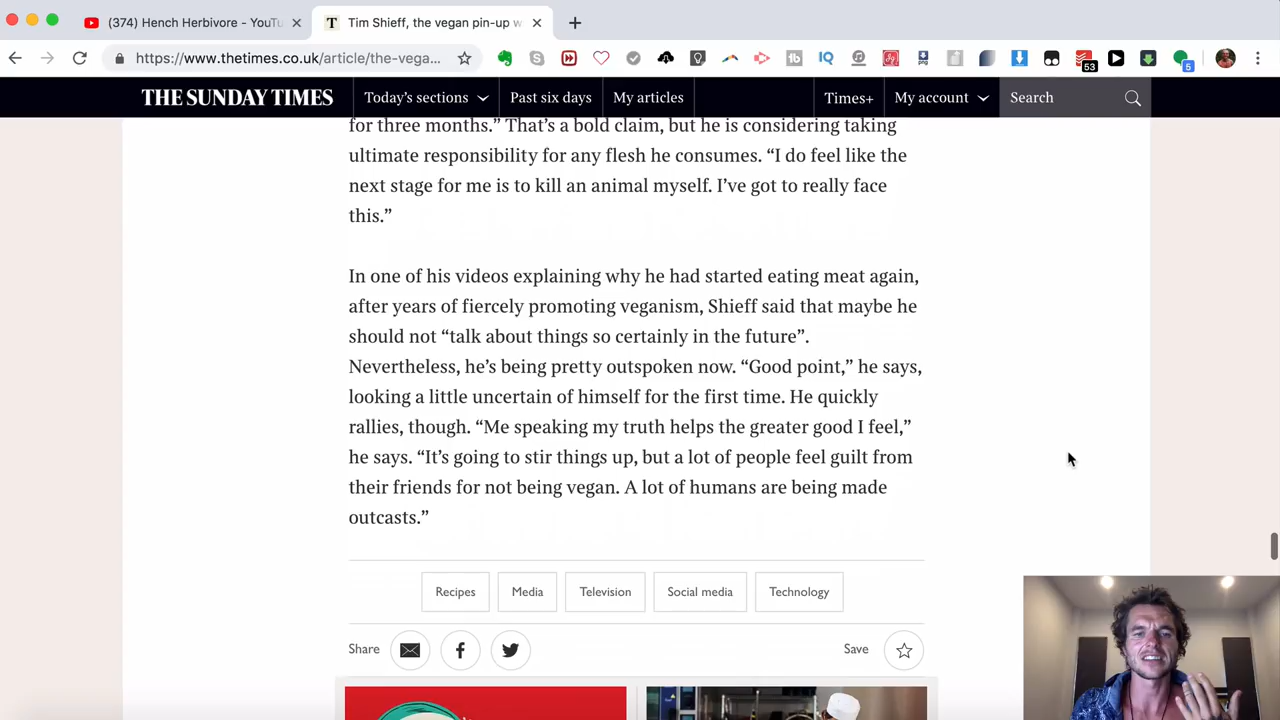 (374) Hench Herbivore - YouTu
T Tim Shieff, the vegan pin-up w
https://www.thetimes.co.uk/article/the-vega...
53
5
THE SUNDAY TIMES
Today's sections
Past six days
My articles
Times+
My account
Search
for three months.” That’s a bold claim, but he is considering taking
ultimate responsibility for any flesh he consumes. “I do feel like the
next stage for me is to kill an animal myself. I’ve got to really face
this.”
In one of his videos explaining why he had started eating meat again,
after years of fiercely promoting veganism, Shieff said that maybe he
should not “talk about things so certainly in the future”.
Nevertheless, he’s being pretty outspoken now. “Good point,” he says,
looking a little uncertain of himself for the first time. He quickly
rallies, though. “Me speaking my truth helps the greater good I feel,”
he says. “It’s going to stir things up, but a lot of people feel guilt from
their friends for not being vegan. A lot of humans are being made
outcasts.”
Recipes
Media
Television
Social media
Technology
Share
Save